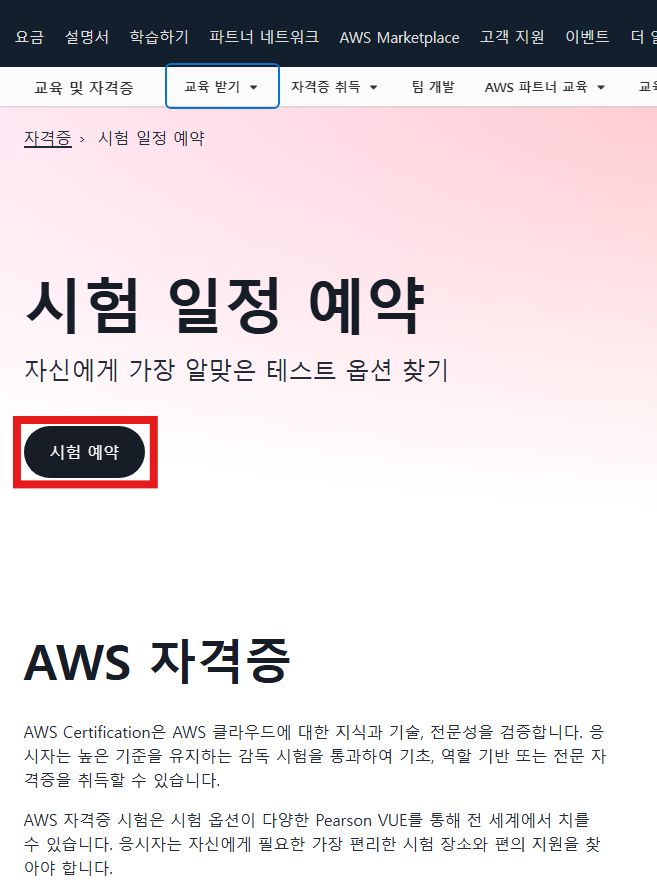 요금 설명서 학습하기 파트너 네트워크 AWS Marketplace 고객 지원 이벤트 더
교육 및 자격증 교육 받기 자격증 취득 팀 개발 AWS 파트너 교육
자격증 › 시험 일정 예약
시험 일정 예약
자신에게 가장 알맞은 테스트 옵션 찾기
시험 예약
AWS 자격증
AWS Certification은 AWS 클라우드에 대한 지식과 기술, 전문성을 검증합니다. 응
시자는 높은 기준을 유지하는 감독 시험을 통과하여 기초, 역할 기반 또는 전문 자
격증을 취득할 수 있습니다.
AWS 자격증 시험은 시험 옵션이 다양한 Pearson VUE를 통해 전 세계에서 치를
수 있습니다. 응시자는 자신에게 필요한 가장 편리한 시험 장소와 편의 지원을 찾
아야 합니다.